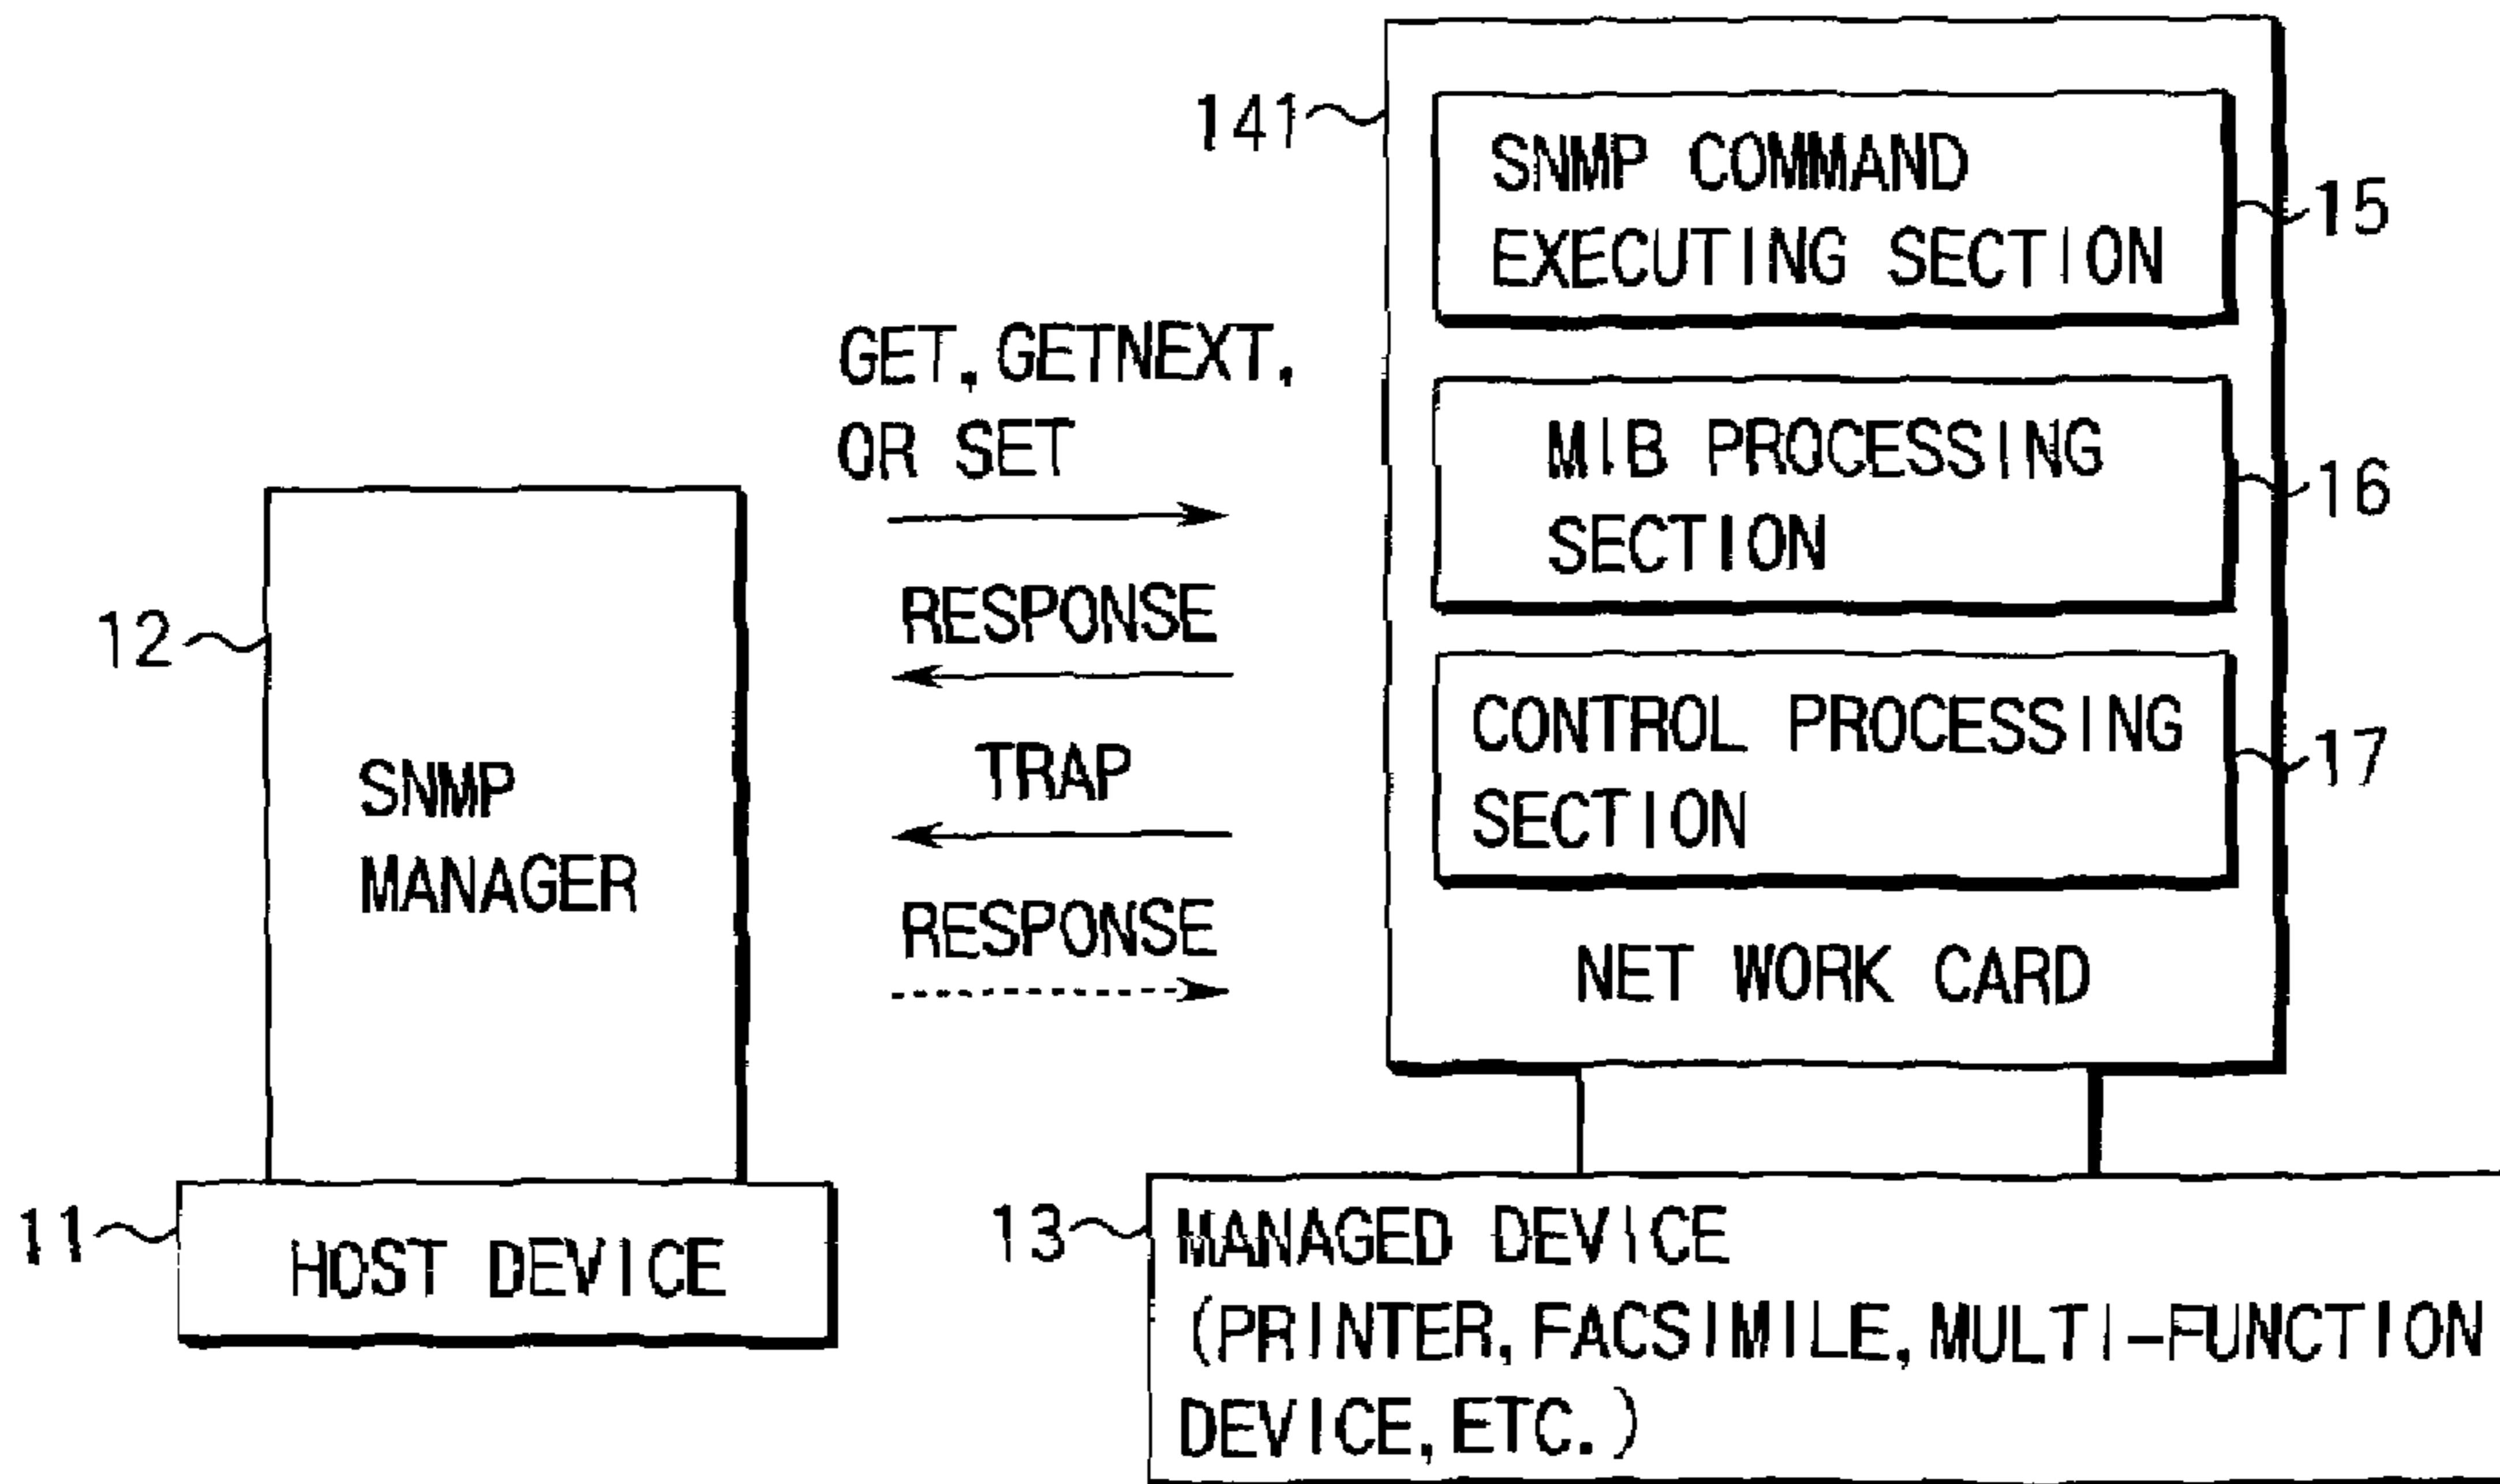 141
SNMP COMMAND
EXECUTING SECTION
15
GET, GETNEXT,
OR SET
MIB PROCESSING
SECTION
16
RESPONSE
12
CONTROL PROCESSING
SECTION
17
TRAP
SNMP
MANAGER
RESPONSE
NET WORK CARD
11
HOST DEVICE
13
MANAGED DEVICE
(PRINTER, FACSIMILE, MULTI-FUNCTION
DEVICE, ETC.)